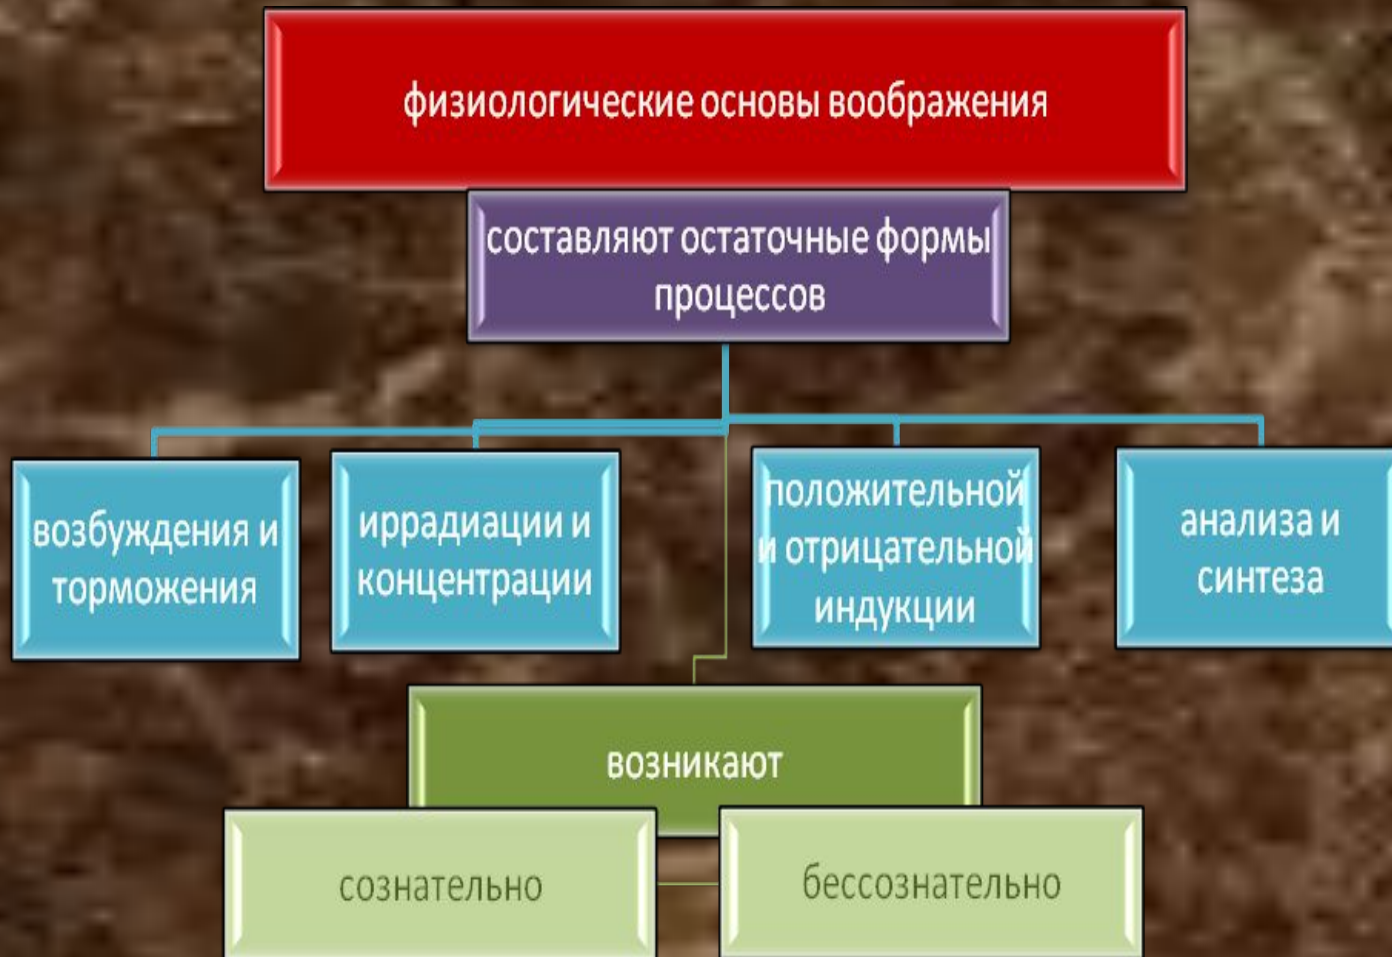 физиологические основы воображения
составляют остаточные формы
процессов
возбуждения и
торможения
иррадиации и
концентрации
положительной
и отрицательной
индукции
анализа и
синтеза
возникают
сознательно
бессознательно